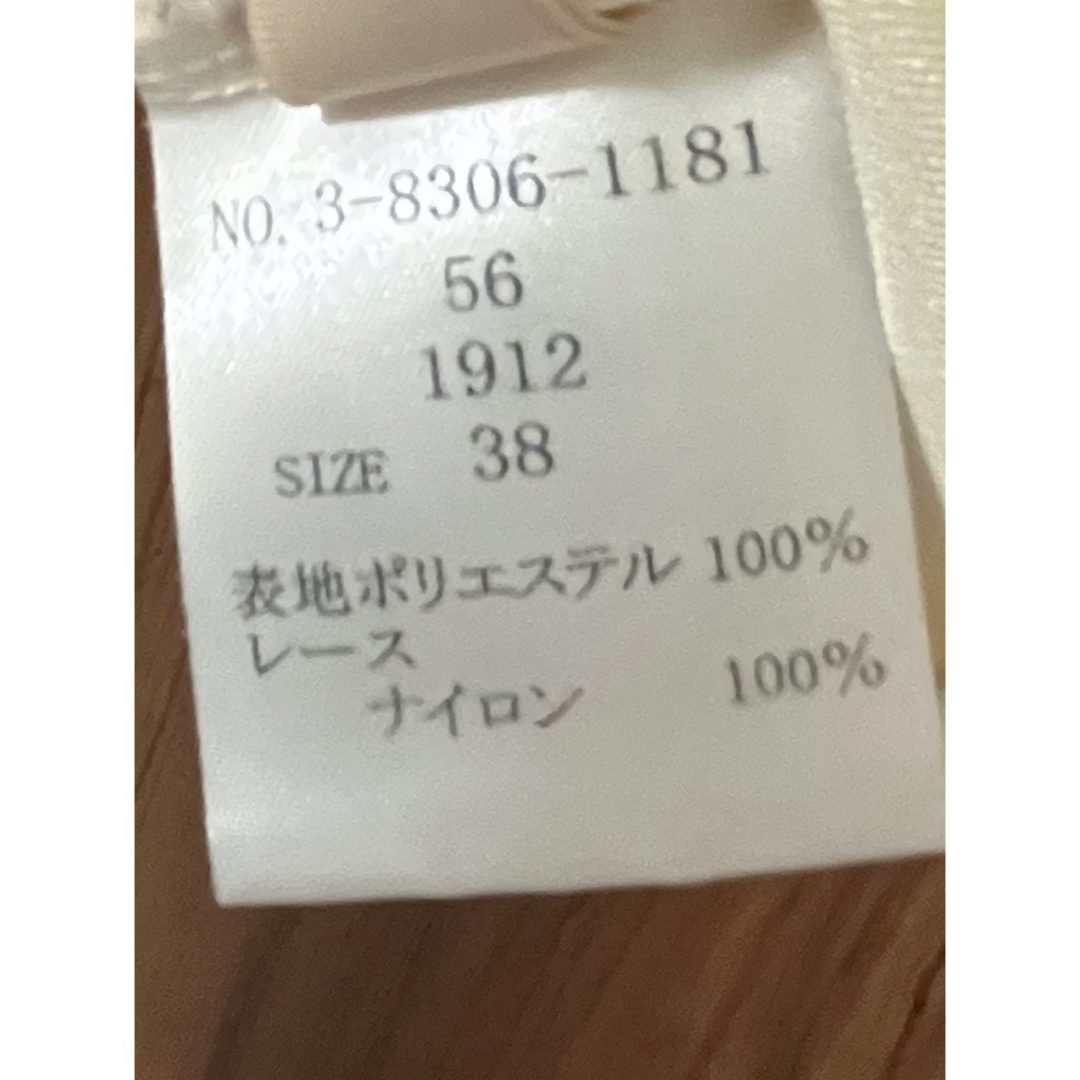 NO. 3-8306-1181
56
1912
SIZE 38
表地ポリエステル 100%
レース
ナイロン 100%